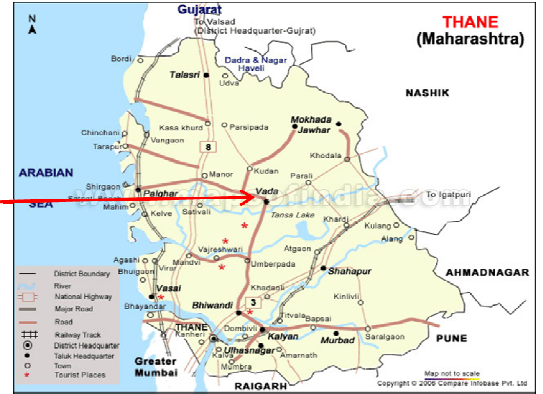 Gujarat
To Valsad
(District Headquarter-Gujrat)
THANE
(Maharashtra)
N
Bordi
Talasri
Dadra & Nagar
Haveli
Udva
NASHIK
Mokhada
Jawhar
Kasa khurd
Parsipada
Chinchani
Vangaon
Tarapur
8
Khodala
Kudan
Manor
Parali
ARABIAN
SEA
Shirgaon
Palghar
Vada
To Igatpuri
Mahim
Kelve
Sativali
Tansa Lake
Khardi
Kulang
Alang
Agashi
Virar
Mandvi
Vajreshwari
Umberpada
Atgaon
Bhuigaon
Shahapur
AHMADNAGAR
Vasai
Khadavli
Kinlivli
Bhiwandi
3
Bhayandar
Titvala
Bapsai
THANE
Kanheri
Dombivli
Kalyan
Murbad
Saralgaon
PUNE
Ulhasnagar
Kalva
Amarnath
Mumbra
Greater
Mumbai
RAIGARH
District Boundary
River
National Highway
Major Road
Road
Railway Track
District Headquarter
Taluk Headquarter
Town
Tourist Places
Map not to scale
Copyright © 2006 Compare Infobase Pvt. Ltd